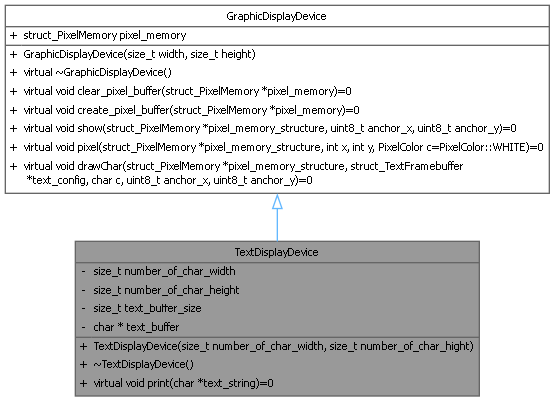 GraphicDisplayDevice
+ struct_PixelMemory pixel_memory
+ GraphicDisplayDevice(size_t width, size_t height)
+ virtual ~GraphicDisplayDevice()
+ virtual void clear_pixel_buffer(struct_PixelMemory *pixel_memory)=0
+ virtual void create_pixel_buffer(struct_PixelMemory *pixel_memory)=0
+ virtual void show(struct_PixelMemory *pixel_memory_structure, uint8_t anchor_x, uint8_t anchor_y)=0
+ virtual void pixel(struct_PixelMemory *pixel_memory_structure, int x, int y, PixelColor c=PixelColor::WHITE)=0
+ virtual void drawChar(struct_PixelMemory *pixel_memory_structure, struct_TextFramebuffer
*text_config, char c, uint8_t anchor_x, uint8_t anchor_y)=0
TextDisplayDevice
- size_t number_of_char_width
- size_t number_of_char_height
- size_t text_buffer_size
- char * text_buffer
+ TextDisplayDevice(size_t number_of_char_width, size_t number_of_char_hight)
+ ~TextDisplayDevice()
+ virtual void print(char *text_string)=0